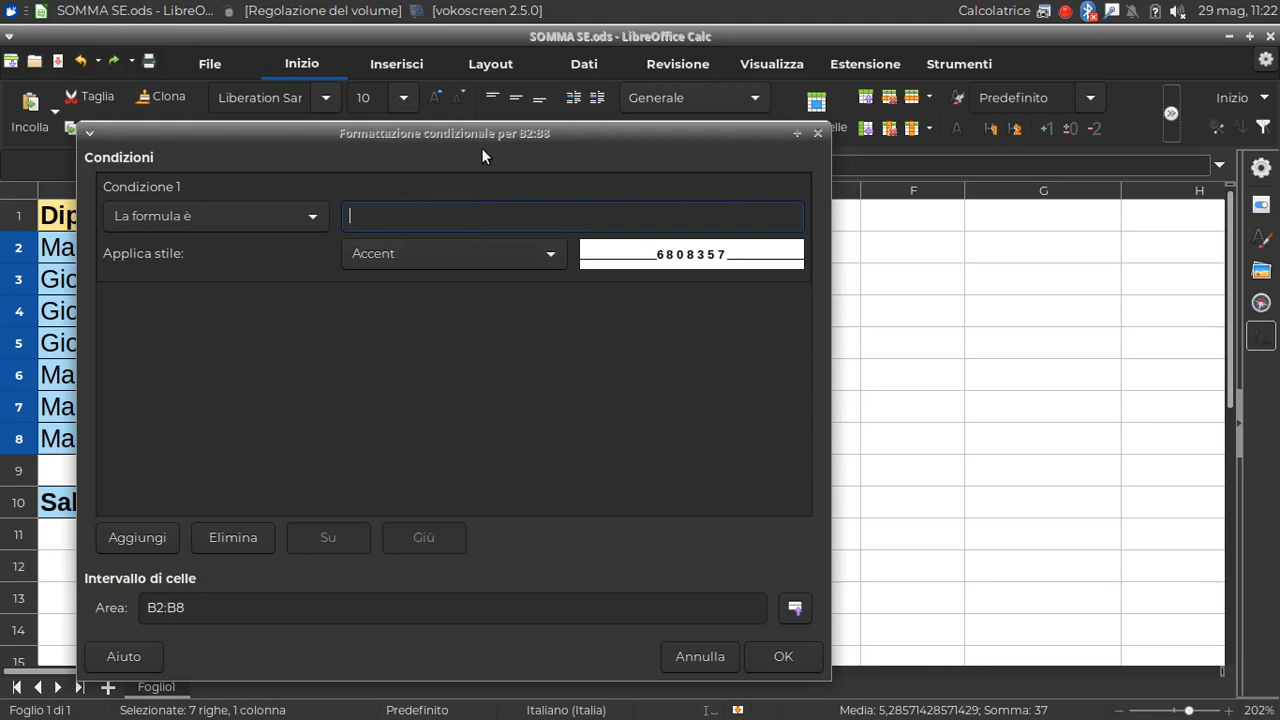 SOMMA SE.ods - LibreO... [Regolazione del volume] [vokoscreen 2.5.0] Calcolatrice 29 mag, 11:22
SOMMA SE.ods - LibreOffice Calc
File Inizio Inserisci Layout Dati Revisione Visualizza Estensione Strumenti
Taglia Clona Liberation Sar 10 Generale Predefinito Inizio
Incolla
Formattazione condizionale per B2:B8
Condizioni
Condizione 1
La formula è
Applica stile: Accent 6808357
F G H
1 Dip
2 Ma
3 Gio
4 Gio
5 Gio
6 Ma
7 Ma
8 Ma
9
10 Sal
11
12
13
14
15
Aggiungi Elimina Su Giù
Intervallo di celle
Area: B2:B8
Aiuto Annulla OK
Foglio1
Foglio 1 di 1 Selezionate: 7 righe, 1 colonna Predefinito Italiano (Italia) Media: 5,28571428571429; Somma: 37 202%